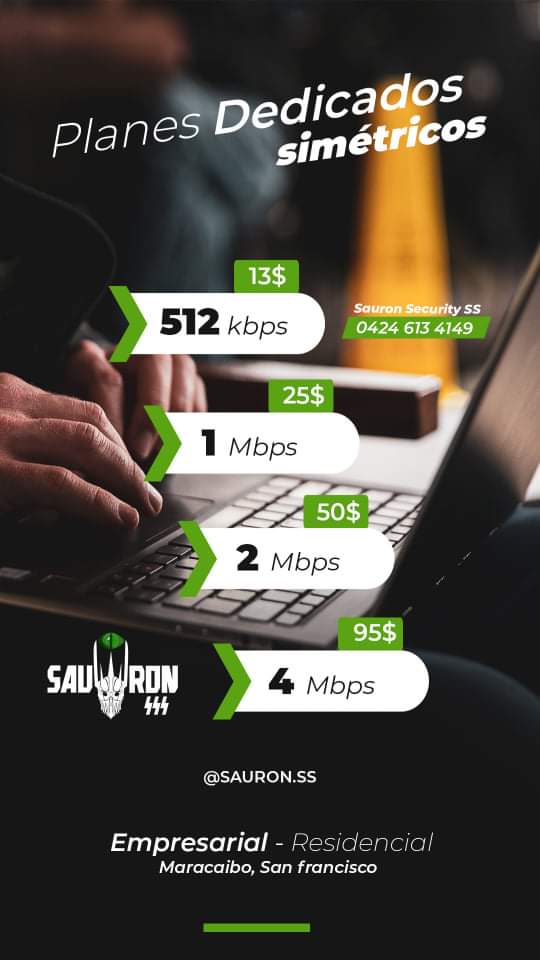 Planes Dedicados
simétricos
13$
512 kbps
Sauron Security SS
0424 613 4149
25$
1 Mbps
50$
2 Mbps
95$
4 Mbps
SAURON
@SAURON.SS
Empresarial - Residencial
Maracaibo, San francisco